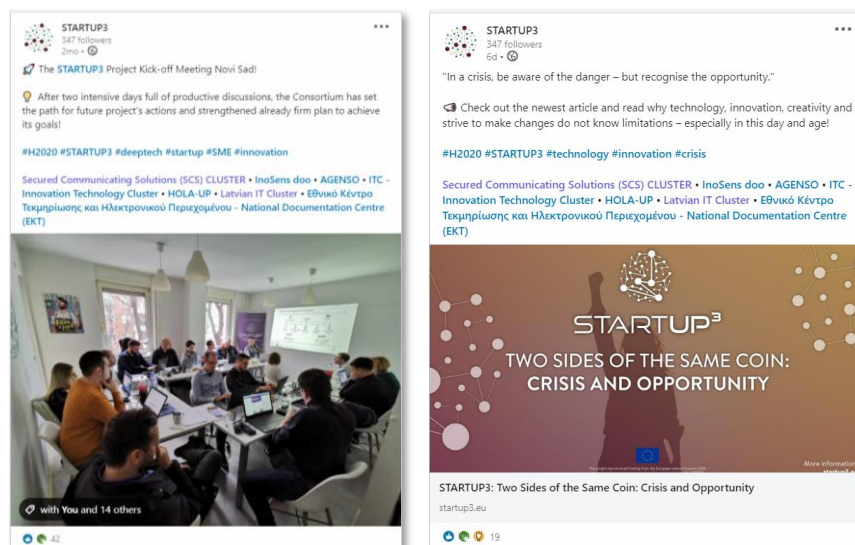 STARTUP3
347 followers
2mo •
🚀 The STARTUP3 Project Kick-off Meeting Novi Sad!
💡 After two intensive days full of productive discussions, the Consortium has set
the path for future project's actions and strengthened already firm plan to achieve
its goals!
#H2020 #STARTUP3 #deeptech #startup #SME #innovation
Secured Communicating Solutions (SCS) CLUSTER • InoSens doo • AGENSO • ITC -
Innovation Technology Cluster • HOLA-UP • Latvian IT Cluster • Εθνικό Κέντρο
Τεκμηρίωσης και Ηλεκτρονικού Περιεχομένου - National Documentation Centre
(EKT)
with You and 14 others
42
STARTUP3
347 followers
6d •
"In a crisis, be aware of the danger – but recognise the opportunity."
📢 Check out the newest article and read why technology, innovation, creativity and
strive to make changes do not know limitations – especially in this day and age!
#H2020 #STARTUP3 #technology #innovation #crisis
Secured Communicating Solutions (SCS) CLUSTER • InoSens doo • AGENSO • ITC -
Innovation Technology Cluster • HOLA-UP • Latvian IT Cluster • Εθνικό Κέντρο
Τεκμηρίωσης και Ηλεκτρονικού Περιεχομένου - National Documentation Centre
(EKT)
STARTUP³
TWO SIDES OF THE SAME COIN:
CRISIS AND OPPORTUNITY
More information
STARTUP3: Two Sides of the Same Coin: Crisis and Opportunity
startup3.eu
19